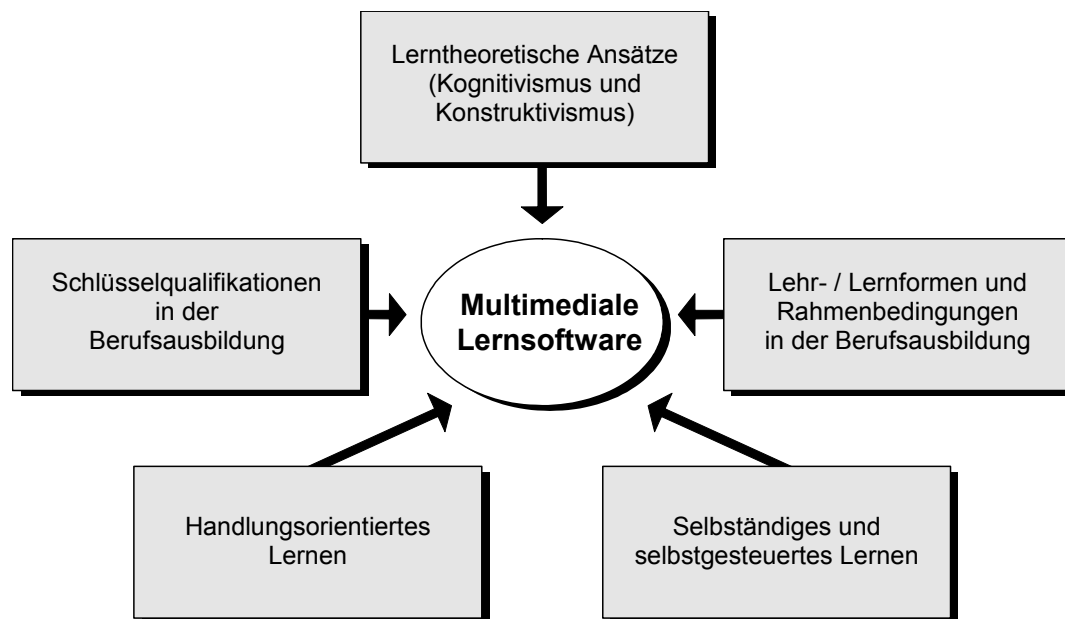 Lerntheoretische Ansätze
(Kognitivismus und
Konstruktivismus)
Schlüsselqualifikationen
in der
Berufsausbildung
Multimediale
Lernsoftware
Lehr- / Lernformen und
Rahmenbedingungen
in der Berufsausbildung
Handlungsorientiertes
Lernen
Selbständiges und
selbstgesteuertes Lernen